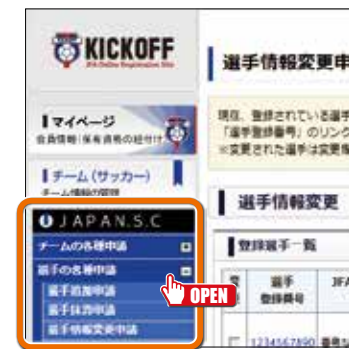 KICKOFF
JFA Online Registration Site
マイページ
会員情報/保有資格の紐付け
チーム (サッカー)
チーム情報の管理
JAPAN.S.C
チームの各種申請
選手の各種申請
選手追加申請
選手抹消申請
選手情報変更申請
OPEN
選手情報変更申
現在、登録されている選手
「選手登録番号」のリンク
※変更された選手は変更
選手情報変更
登録選手一覧
選手
登録番号
JFA
1234567890